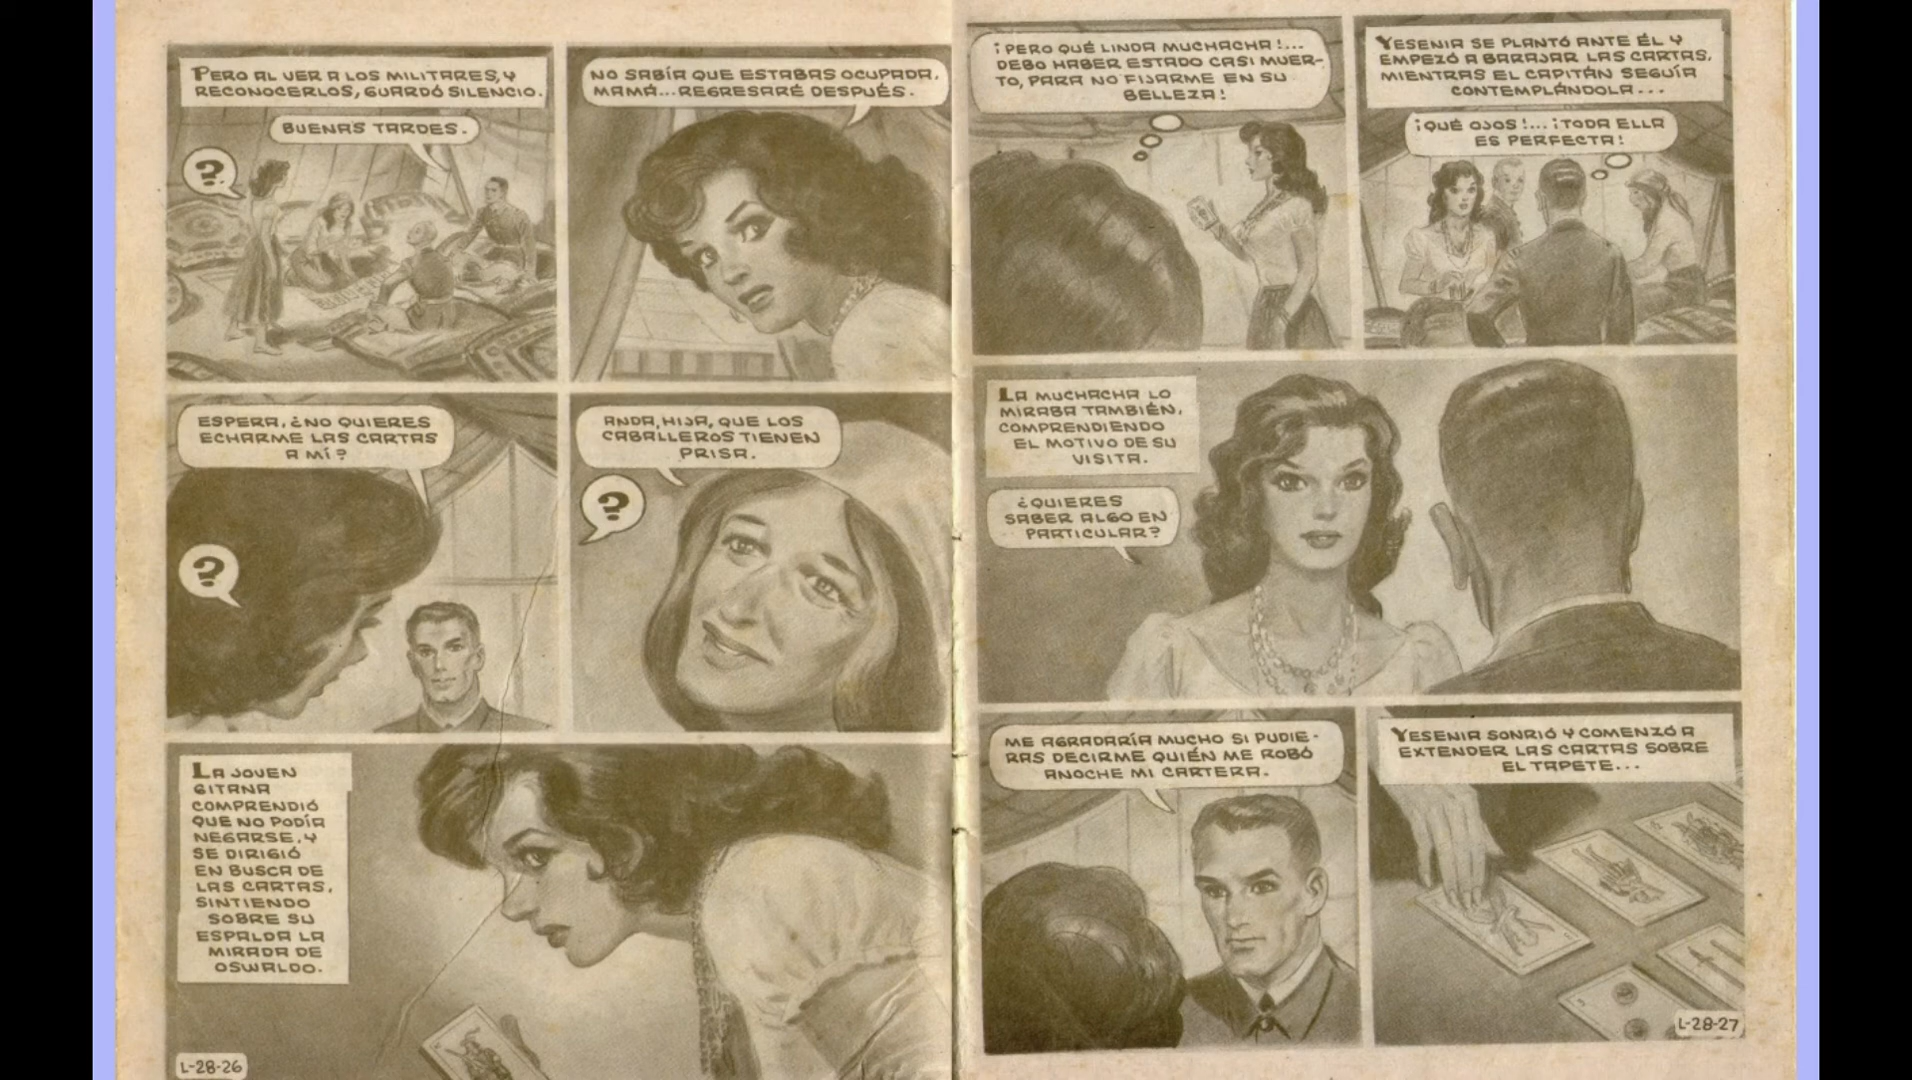 PERO AL VER A LOS MILITARES, Y
RECONOCERLOS, GUARDÓ SILENCIO.
BUENAS TARDES.
?
NO SABÍA QUE ESTABAS OCUPADA,
MAMÁ... REGRESARÉ DESPUÉS.
ESPERA, ¿NO QUIERES
ECHARME LAS CARTAS
A MÍ?
?
ANDA, HIJA, QUE LOS
CABALLEROS TIENEN
PRISA.
?
LA JOVEN
GITANA
COMPRENDIÓ
QUE NO PODÍA
NEGARSE, Y
SE DIRIGIÓ
EN BUSCA DE
LAS CARTAS,
SINTIENDO
SOBRE SU
ESPALDA LA
MIRADA DE
OSWALDO.
L-28-26
¡PERO QUÉ LINDA MUCHACHA!...
DEBO HABER ESTADO CASI MUER-
TO, PARA NO FIJARME EN SU
BELLEZA!
YESENIA SE PLANTÓ ANTE ÉL Y
EMPEZÓ A BARAJAR LAS CARTAS,
MIENTRAS EL CAPITÁN SEGUÍA
CONTEMPLÁNDOLA...
¡QUÉ OJOS!... ¡TODA ELLA
ES PERFECTA!
LA MUCHACHA LO
MIRABA TAMBIÉN,
COMPRENDIENDO
EL MOTIVO DE SU
VISITA.
¿QUIERES
SABER ALGO EN
PARTICULAR?
ME AGRADARÍA MUCHO SI PUDIE-
RAS DECIRME QUIÉN ME ROBÓ
ANOCHE MI CARTERA.
YESENIA SONRIÓ Y COMENZÓ A
EXTENDER LAS CARTAS SOBRE
EL TAPETE...
L-28-27